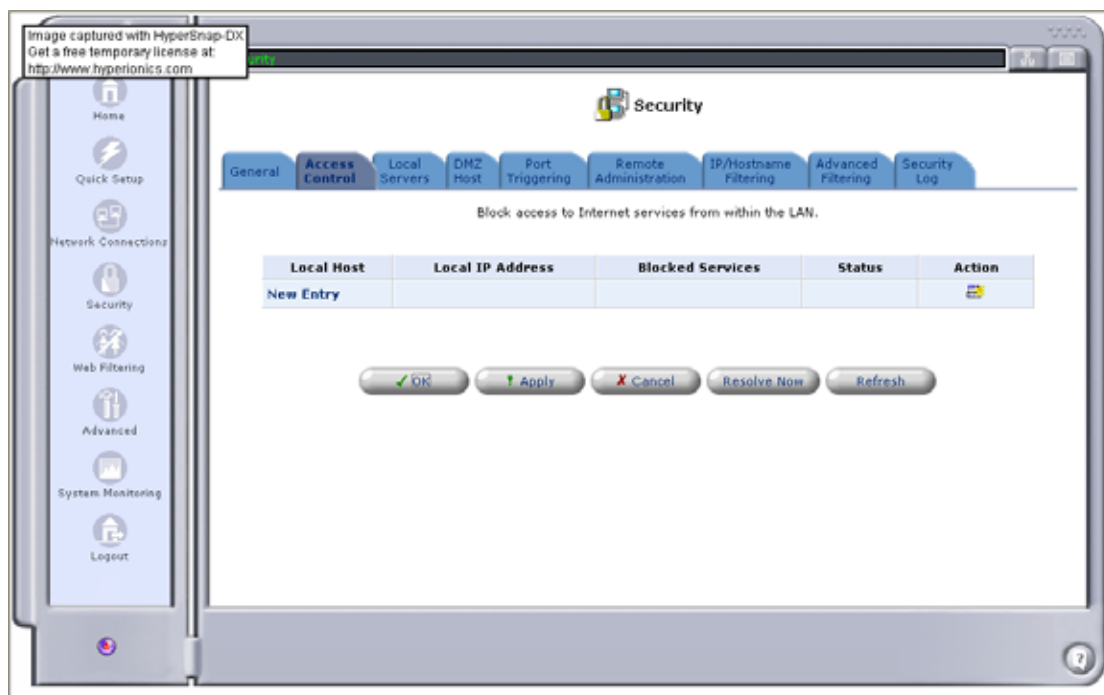 Image captured with HyperSnap-DX
Get a free temporary license at:
http://www.hyperionics.com
urity
Home
Quick Setup
Network Connections
Security
Web Filtering
Advanced
System Monitoring
Logout
Security
General
Access Control
Local Servers
DMZ Host
Port Triggering
Remote Administration
IP/Hostname Filtering
Advanced Filtering
Security Log
Block access to Internet services from within the LAN.
Local Host Local IP Address Blocked Services Status Action
New Entry
OK Apply Cancel Resolve Now Refresh
?